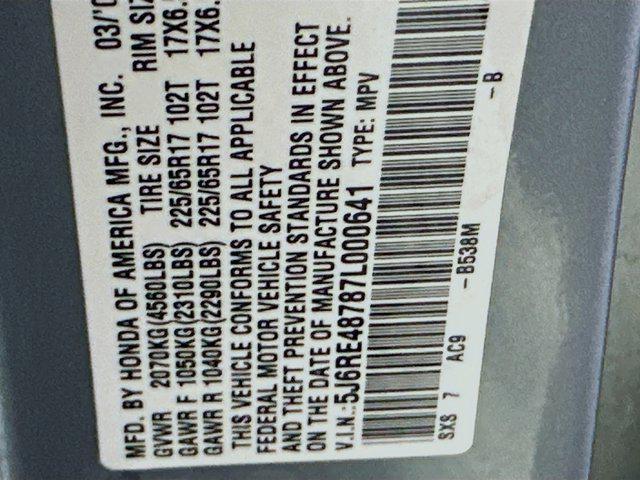 MFD. BY HONDA OF AMERICA MFG., INC. 03/
TIRE SIZE RIM SIZ
GVWR 2070KG(4560LBS)
GAWR F 1050KG(2310LBS) 225/65R17 102T 17X6.
GAWR R 1040KG(2290LBS) 225/65R17 102T 17X6.
THIS VEHICLE CONFORMS TO ALL APPLICABLE
FEDERAL MOTOR VEHICLE SAFETY
AND THEFT PREVENTION STANDARDS IN EFFECT
ON THE DATE OF MANUFACTURE SHOWN ABOVE.
V.I.N.:5J6RE48787L000641 TYPE: MPV
SXS 7 AC9 -B538M -B